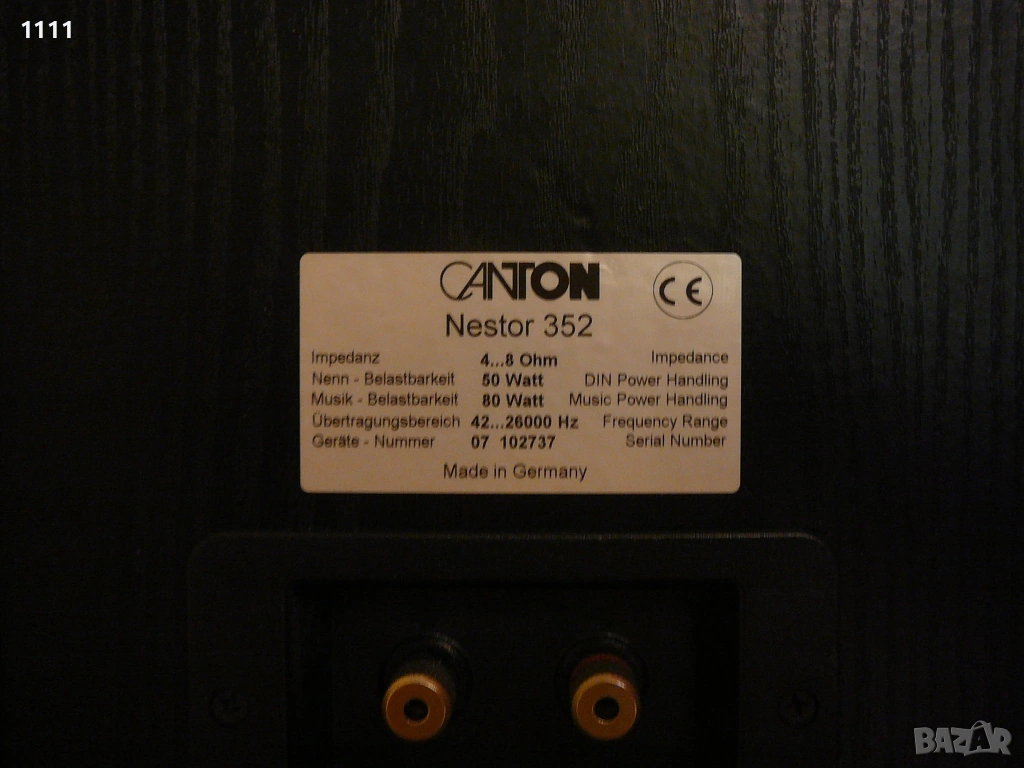 1111
CANTON CE
Nestor 352
Impedanz 4...8 Ohm Impedance
Nenn - Belastbarkeit 50 Watt DIN Power Handling
Musik - Belastbarkeit 80 Watt Music Power Handling
Übertragungsbereich 42...26000 Hz Frequency Range
Geräte - Nummer 07 102737 Serial Number
Made in Germany
BAZAR